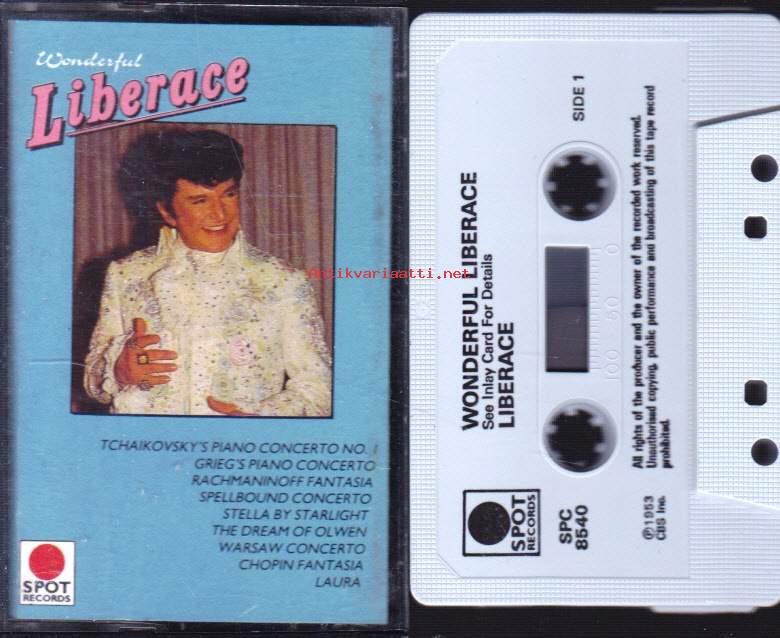 Wonderful
Liberace
TCHAIKOVSKY'S PIANO CONCERTO NO. 1
GRIEG'S PIANO CONCERTO
RACHMANINOFF FANTASIA
SPELLBOUND CONCERTO
STELLA BY STARLIGHT
THE DREAM OF OLWEN
WARSAW CONCERTO
CHOPIN FANTASIA
LAURA
SPOT
RECORDS
Antikvariaatti.net
SIDE 1
WONDERFUL LIBERACE
See Inlay Card For Details
LIBERACE
100 50 0
SPOT
RECORDS
SPC
8540
All rights of the producer and the owner of the recorded work reserved.
Unauthorised copying, public performance and broadcasting of this tape record
prohibited.
℗1953
CBS Inc.